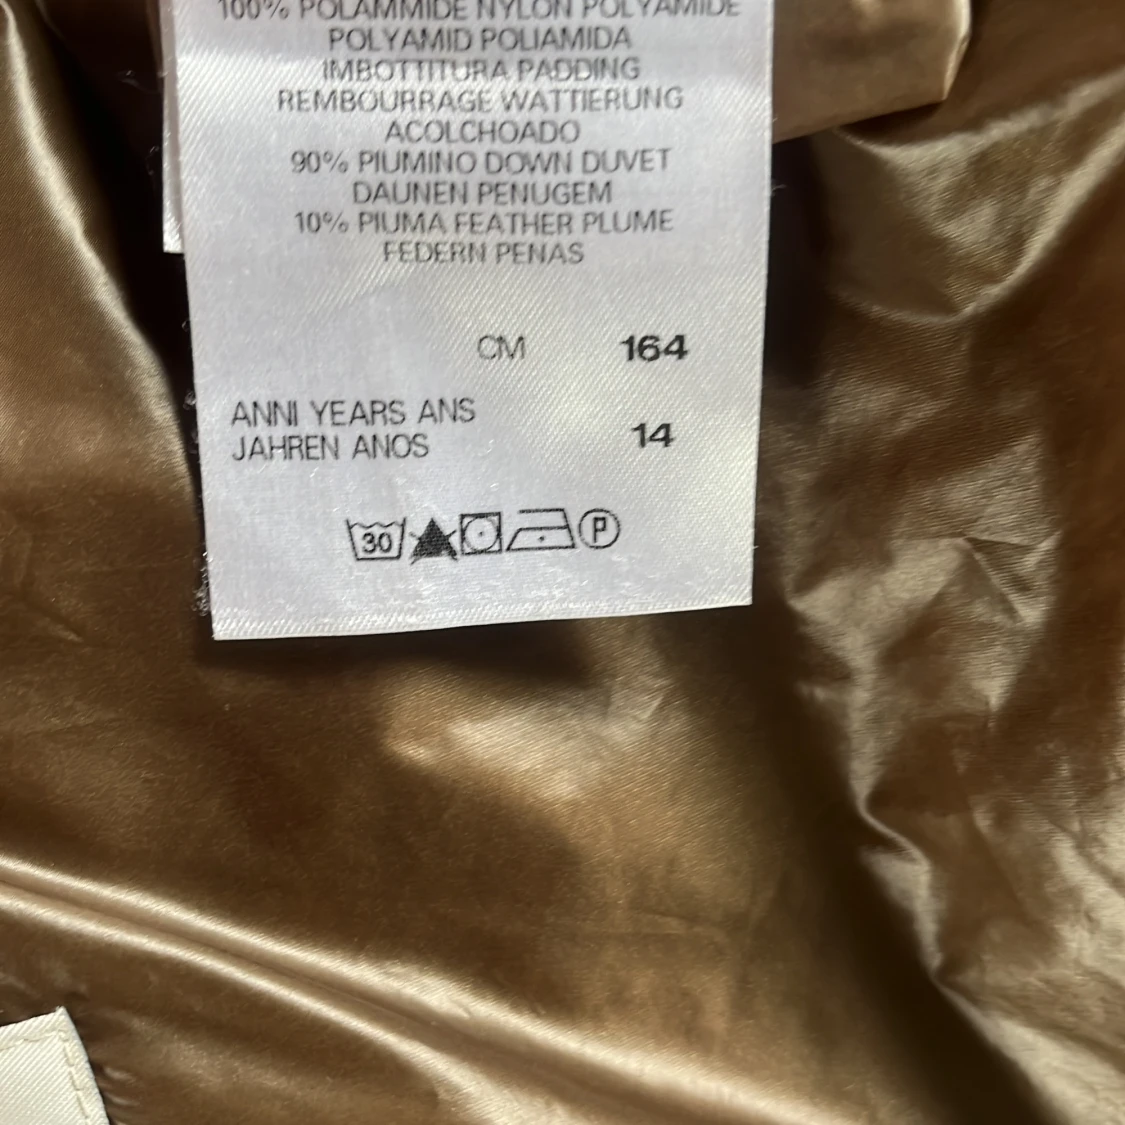 100% POLAMMIDE NYLON POLYAMIDE
POLYAMID POLIAMIDA
IMBOTTITURA PADDING
REMBOURRAGE WATTIERUNG
ACOLCHOADO
90% PIUMINO DOWN DUVET
DAUNEN PENUGEM
10% PIUMA FEATHER PLUME
FEDERN PENAS
CM 164
ANNI YEARS ANS
JAHREN ANOS 14
30 P